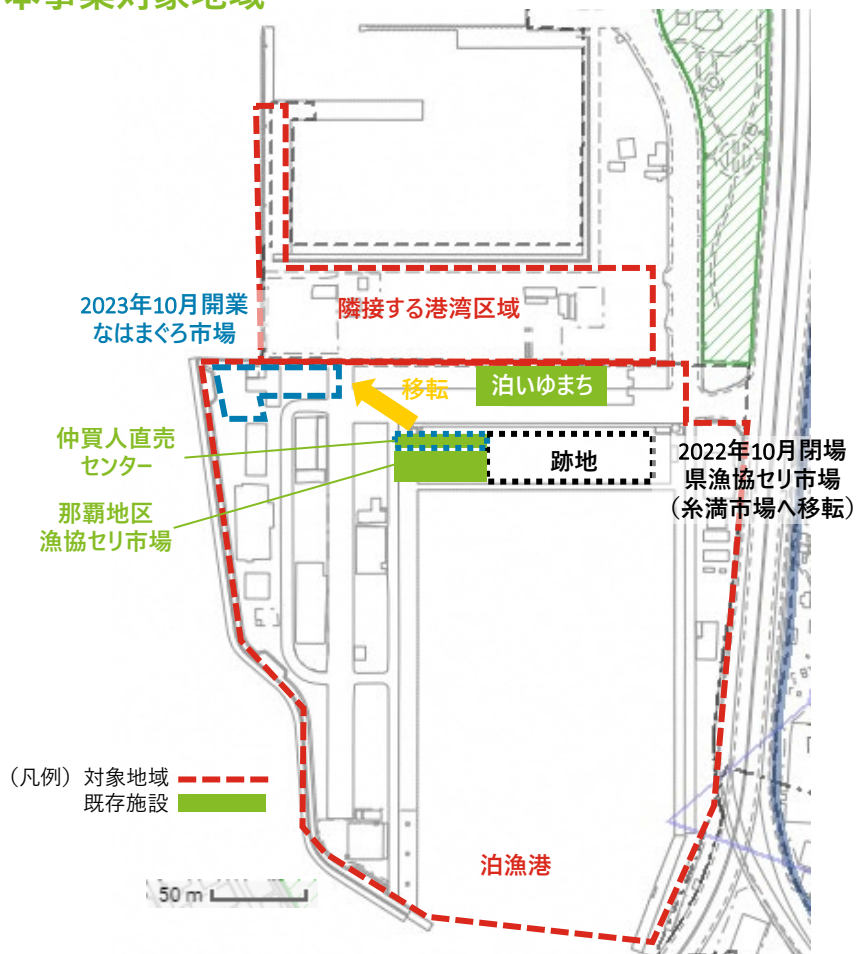 本事業対象地域
2023年10月開業
なはまぐろ市場
隣接する港湾区域
移転
泊いゆまち
仲買人直売
センター
跡地
2022年10月閉場
県漁協セリ市場
（糸満市場へ移転）
那覇地区
漁協セリ市場
（凡例）対象地域
既存施設
泊漁港
50 m